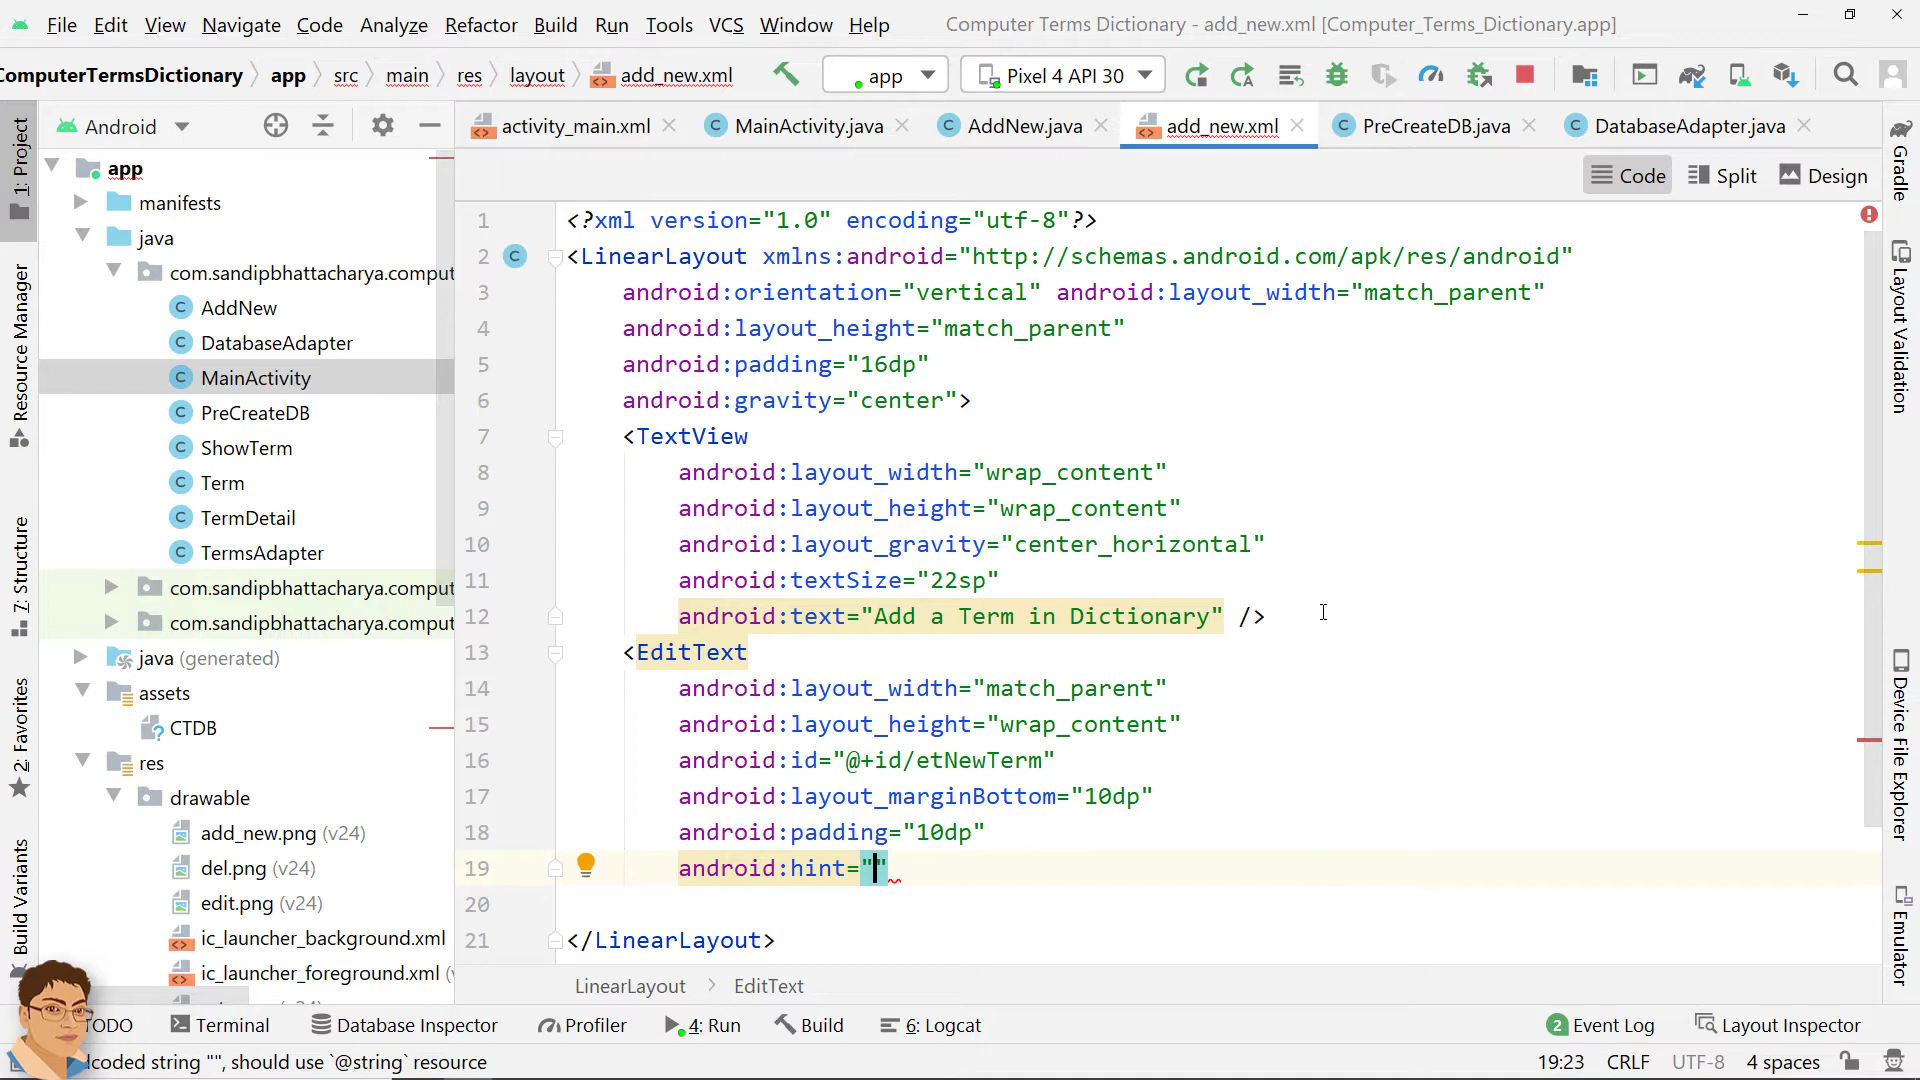 File Edit View Navigate Code Analyze Refactor Build Run Tools VCS Window Help Computer Terms Dictionary - add_new.xml [Computer_Terms_Dictionary.app]
ComputerTermsDictionary app src main res layout add_new.xml app Pixel 4 API 30
Android
activity_main.xml MainActivity.java AddNew.java add_new.xml PreCreateDB.java DatabaseAdapter.java
Code Split Design
1: Project
Resource Manager
7: Structure
2: Favorites
Build Variants
app
manifests
java
com.sandipbhattacharya.comput
AddNew
DatabaseAdapter
MainActivity
PreCreateDB
ShowTerm
Term
TermDetail
TermsAdapter
com.sandipbhattacharya.comput
com.sandipbhattacharya.comput
java (generated)
assets
CTDB
res
drawable
add_new.png (v24)
del.png (v24)
edit.png (v24)
ic_launcher_background.xml
ic_launcher_foreground.xml (v
1 <?xml version="1.0" encoding="utf-8"?>
2 <LinearLayout xmlns:android="http://schemas.android.com/apk/res/android"
3 android:orientation="vertical" android:layout_width="match_parent"
4 android:layout_height="match_parent"
5 android:padding="16dp"
6 android:gravity="center">
7 <TextView
8 android:layout_width="wrap_content"
9 android:layout_height="wrap_content"
10 android:layout_gravity="center_horizontal"
11 android:textSize="22sp"
12 android:text="Add a Term in Dictionary" />
13 <EditText
14 android:layout_width="match_parent"
15 android:layout_height="wrap_content"
16 android:id="@+id/etNewTerm"
17 android:layout_marginBottom="10dp"
18 android:padding="10dp"
19 android:hint=""
20
21 </LinearLayout>
LinearLayout > EditText
Gradle
Layout Validation
Device File Explorer
Emulator
TODO Terminal Database Inspector Profiler 4: Run Build 6: Logcat 2 Event Log Layout Inspector
dcoded string "", should use `@string` resource 19:23 CRLF UTF-8 4 spaces